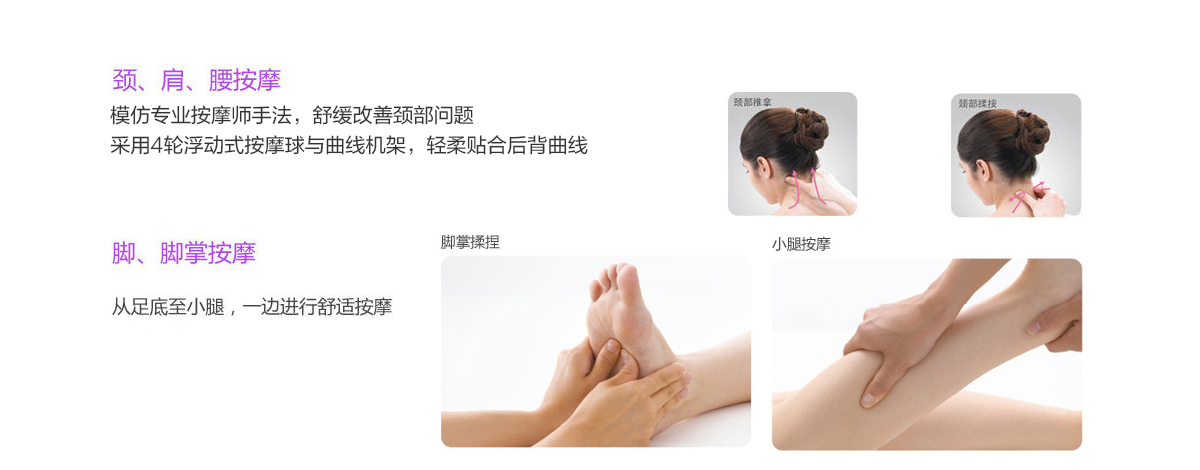 颈、肩、腰按摩
模仿专业按摩师手法，舒缓改善颈部问题
采用4轮浮动式按摩球与曲线机架，轻柔贴合后背曲线
颈部推拿
颈部揉按
脚、脚掌按摩
从足底至小腿，一边进行舒适按摩
脚掌揉捏
小腿按摩